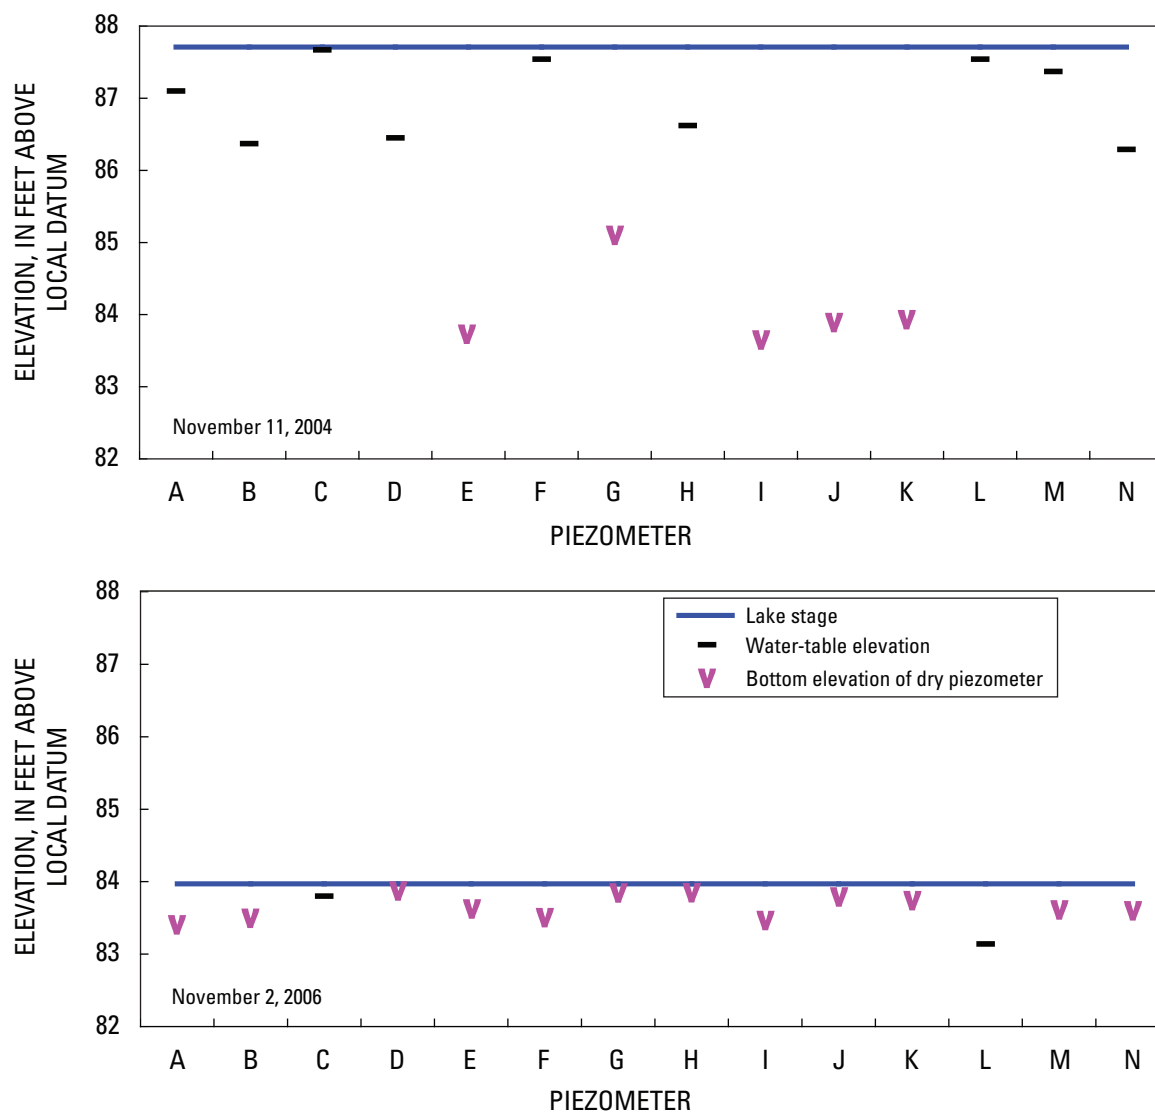 ELEVATION, IN FEET ABOVE
LOCAL DATUM
88
87
86
85
84
83
82
November 11, 2004
A B C D E F G H I J K L M N
PIEZOMETER
ELEVATION, IN FEET ABOVE
LOCAL DATUM
88
87
86
85
84
83
82
Lake stage
Water-table elevation
Bottom elevation of dry piezometer
November 2, 2006
A B C D E F G H I J K L M N
PIEZOMETER